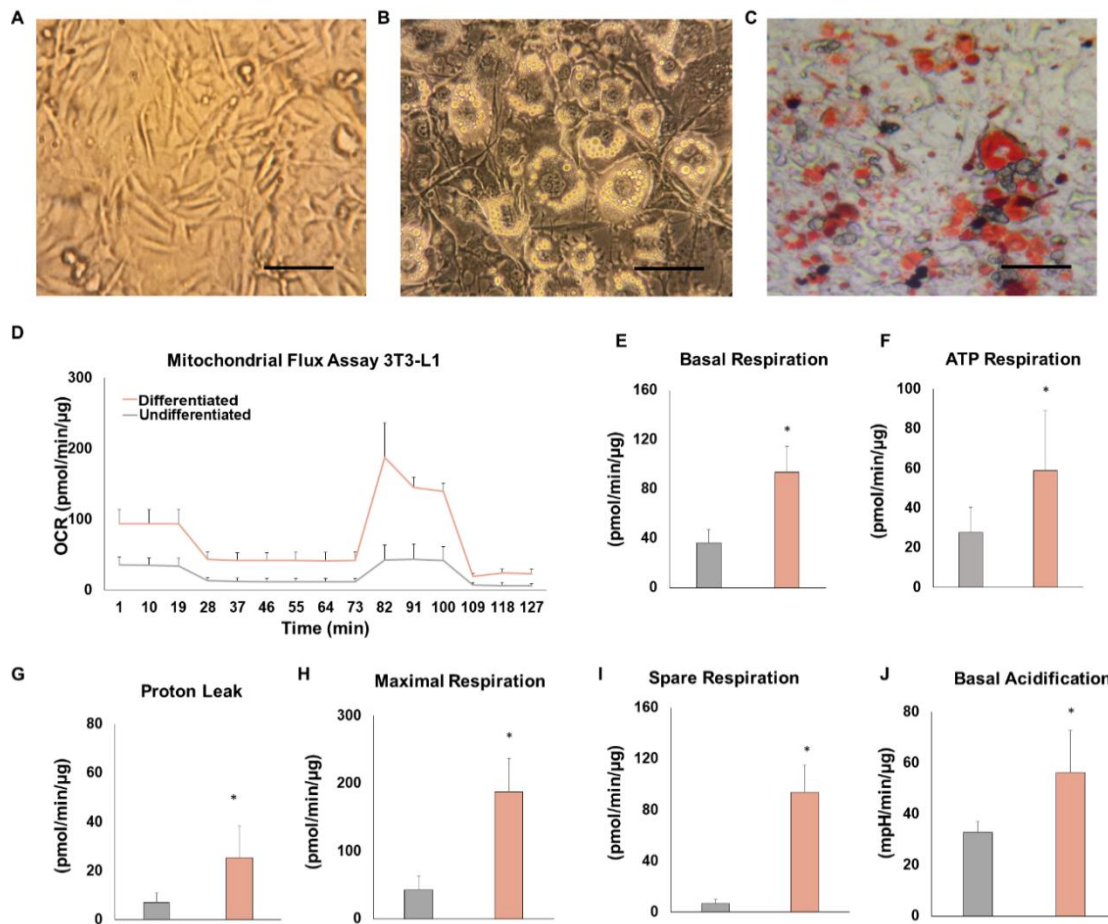 A
B
C
D
Mitochondrial Flux Assay 3T3-L1
300
200
100
0
OCR (pmol/min/µg)
Differentiated
Undifferentiated
1 10 19 28 37 46 55 64 73 82 91 100 109 118 127
Time (min)
E
Basal Respiration
160
120
80
40
0
(pmol/min/µg)
*
F
ATP Respiration
100
80
60
40
20
0
(pmol/min/µg)
*
G
Proton Leak
80
60
40
20
0
(pmol/min/µg)
*
H
Maximal Respiration
300
200
100
0
(pmol/min/µg)
*
I
Spare Respiration
160
120
80
40
0
(pmol/min/µg)
*
J
Basal Acidification
80
60
40
20
0
(mpH/min/µg)
*